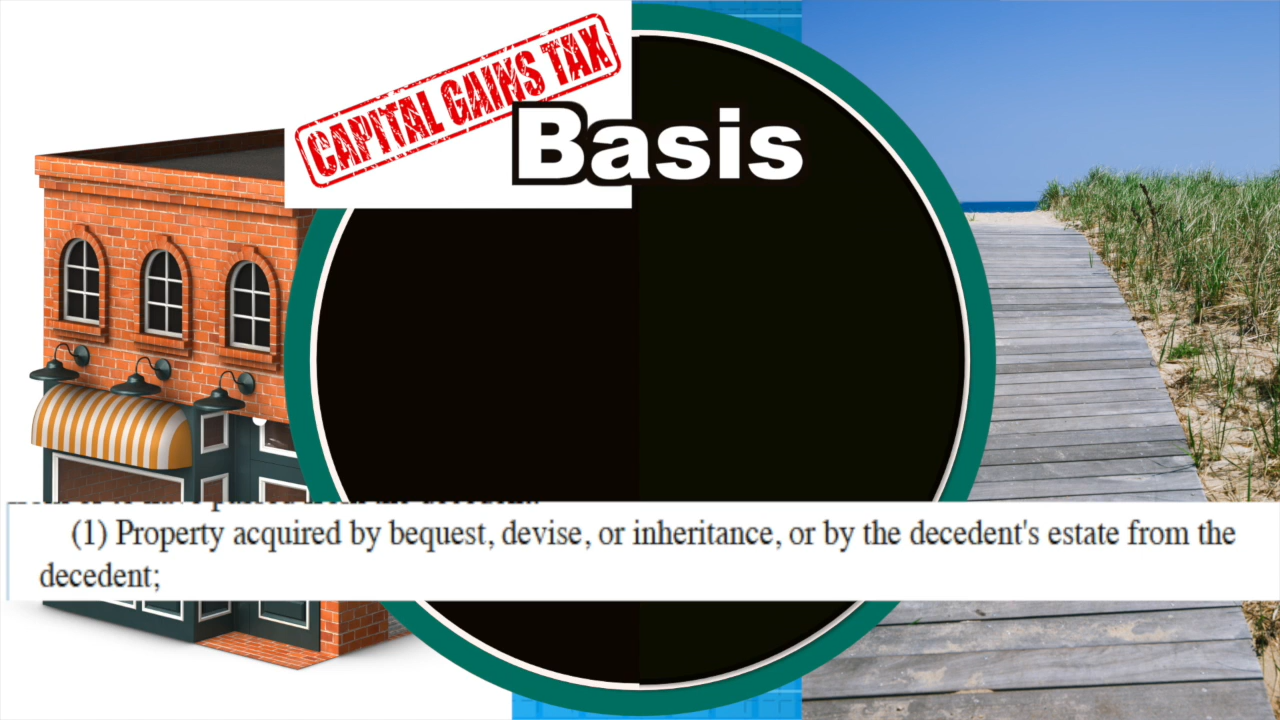 CAPITAL GAINS TAX
Basis
(1) Property acquired by bequest, devise, or inheritance, or by the decedent's estate from the
decedent;